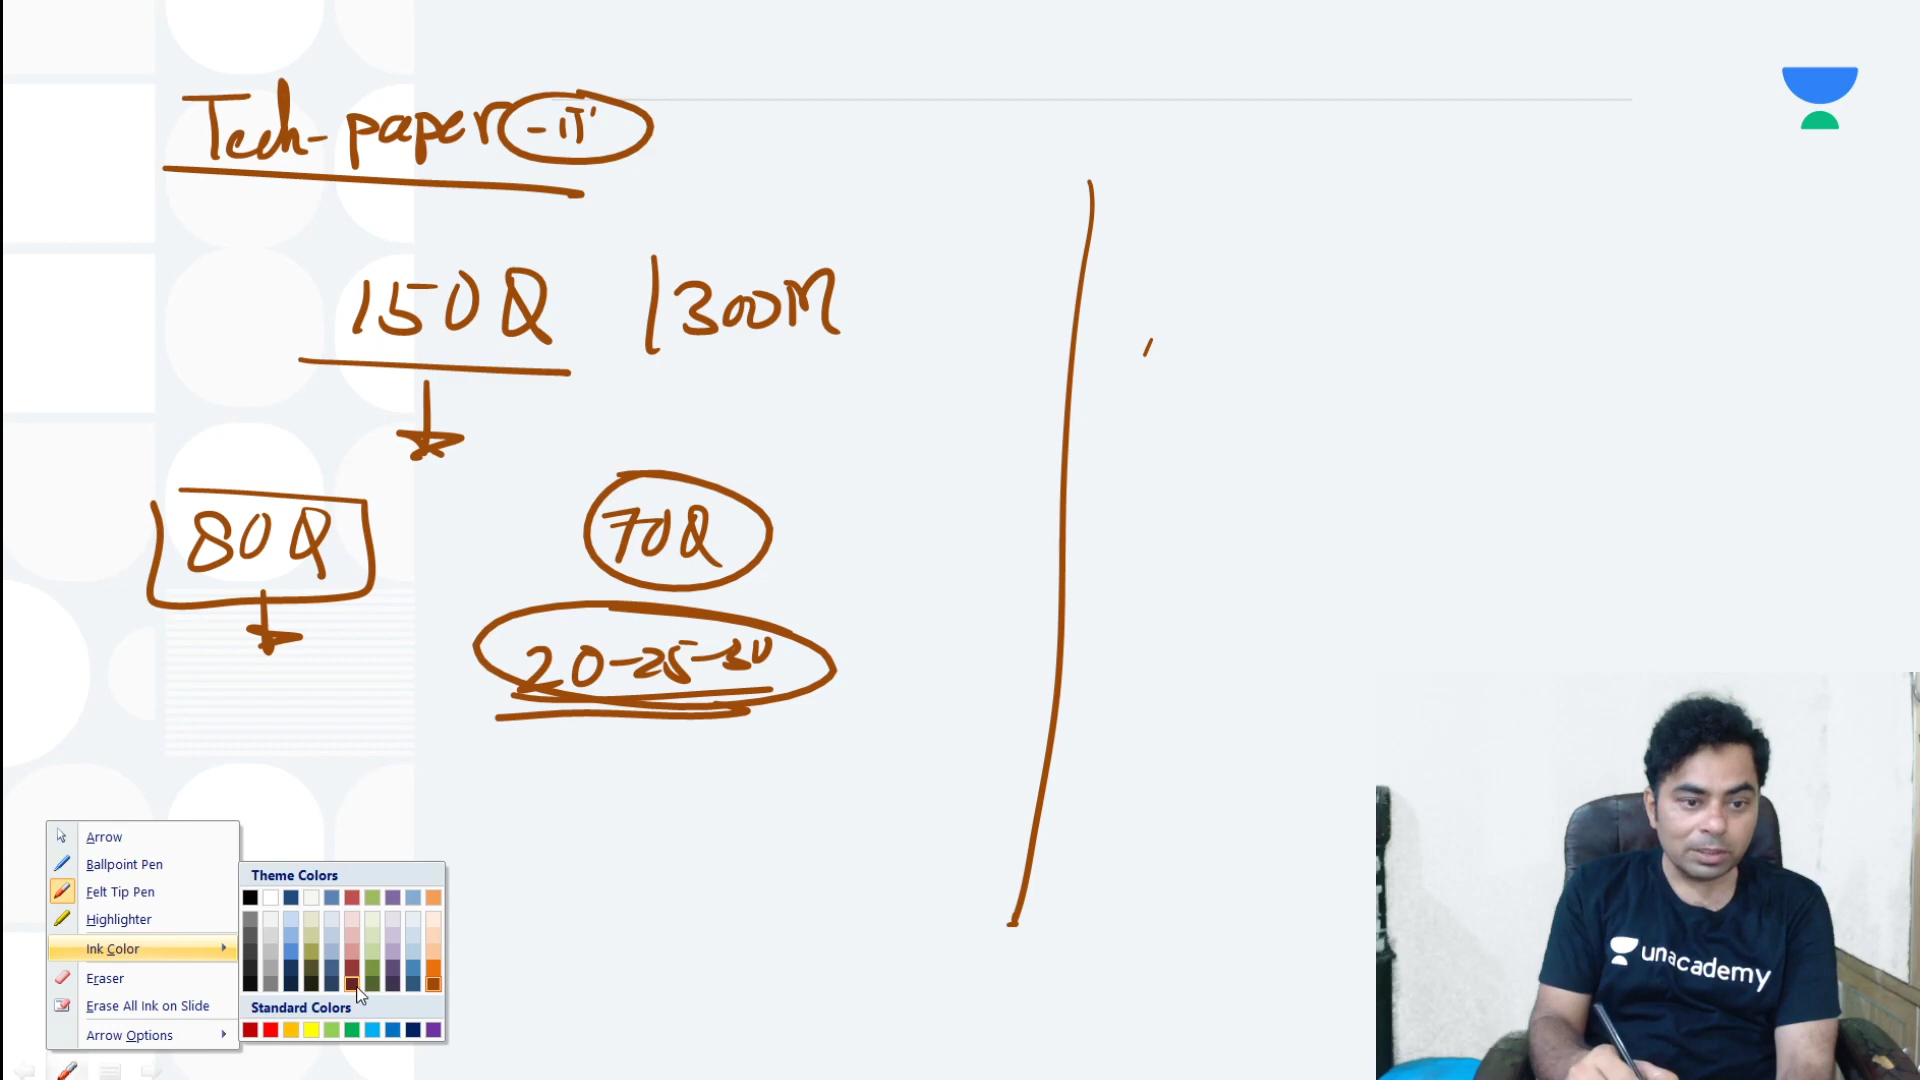 Tech-paper -IT
150Q | 300M
80Q 70Q
20-25-30
Arrow
Ballpoint Pen
Felt Tip Pen
Highlighter
Ink Color
Eraser
Erase All Ink on Slide
Arrow Options
Theme Colors
Standard Colors
unacademy